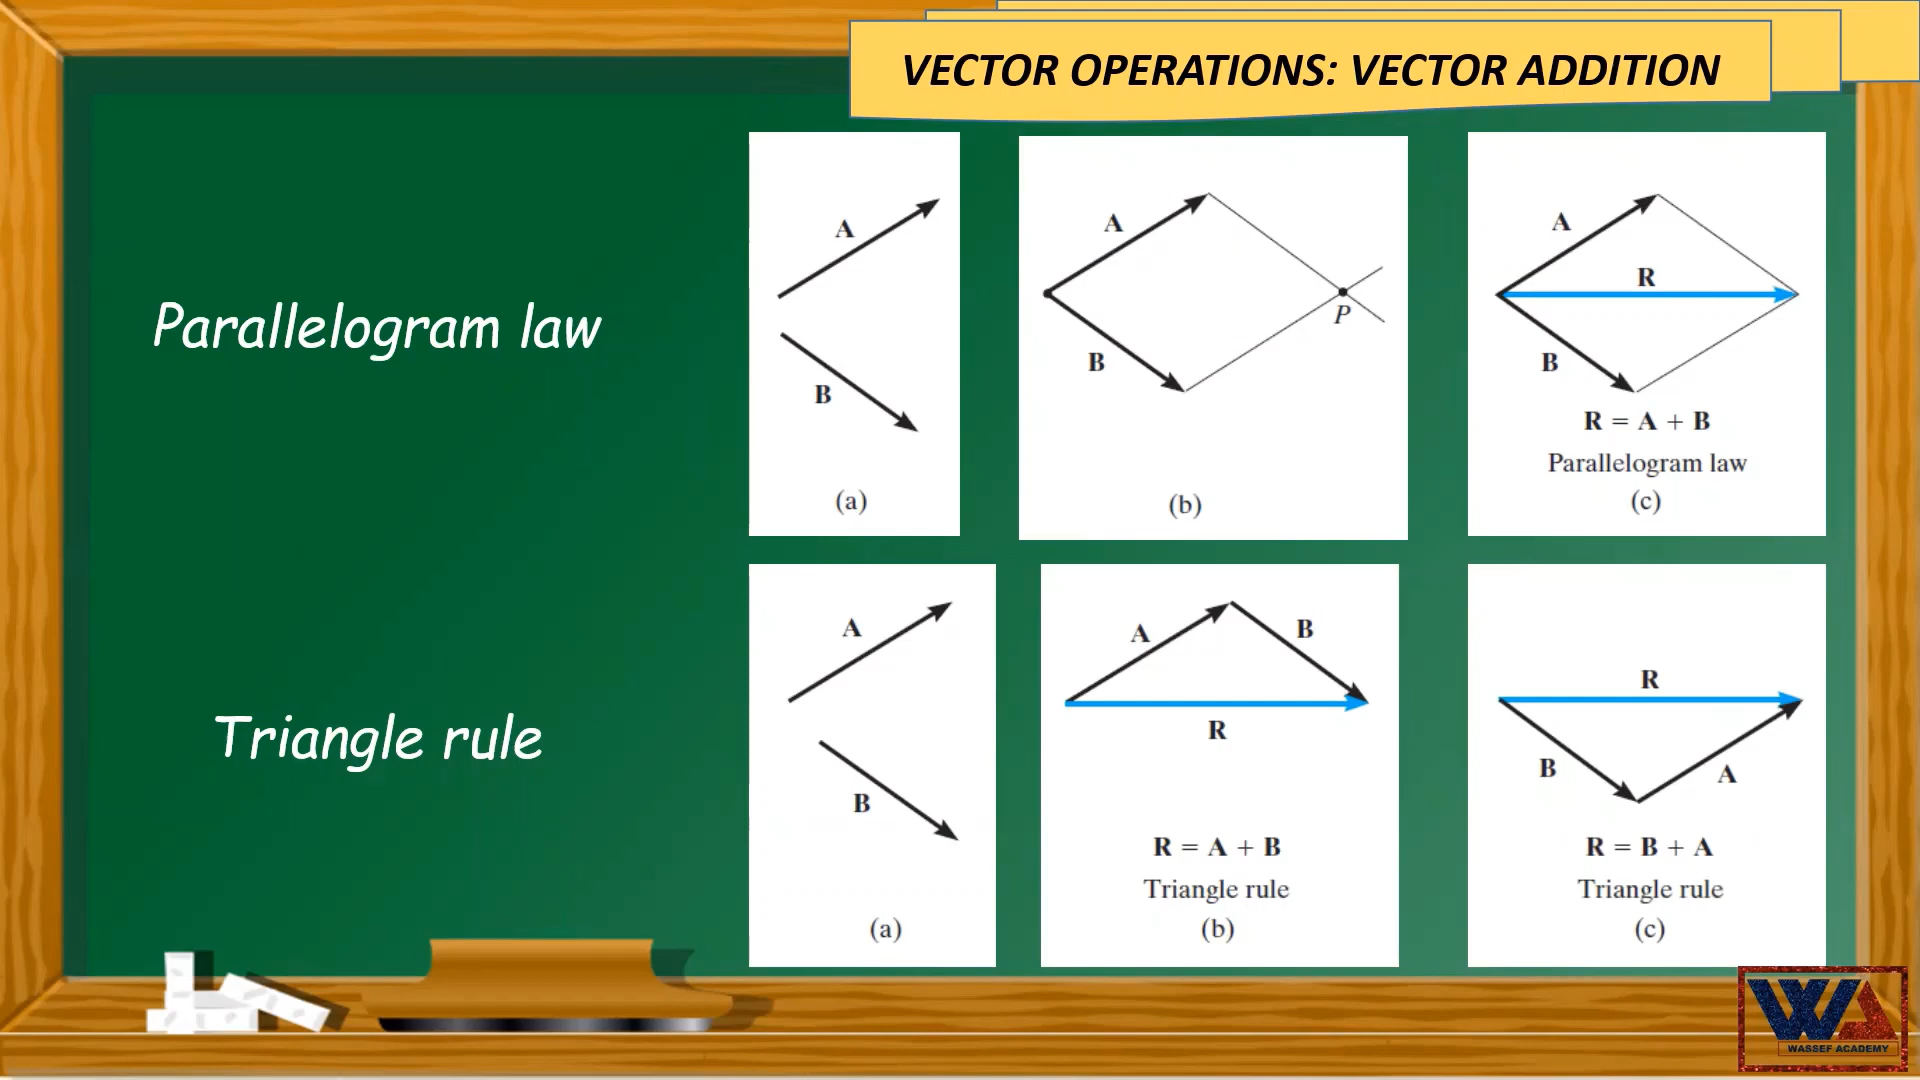 VECTOR OPERATIONS: VECTOR ADDITION
Parallelogram law
A
B
(a)
A
B
P
(b)
A
R
B
R = A + B
Parallelogram law
(c)
Triangle rule
A
B
(a)
A
B
R
R = A + B
Triangle rule
(b)
R
B
A
R = B + A
Triangle rule
(c)
WA
WASSEF ACADEMY